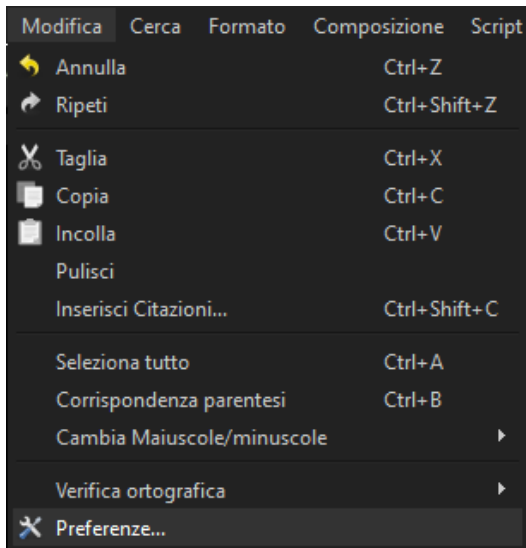 Modifica Cerca Formato Composizione Script
Annulla Ctrl+Z
Ripeti Ctrl+Shift+Z
Taglia Ctrl+X
Copia Ctrl+C
Incolla Ctrl+V
Pulisci
Inserisci Citazioni... Ctrl+Shift+C
Seleziona tutto Ctrl+A
Corrispondenza parentesi Ctrl+B
Cambia Maiuscole/minuscole
Verifica ortografica
Preferenze...